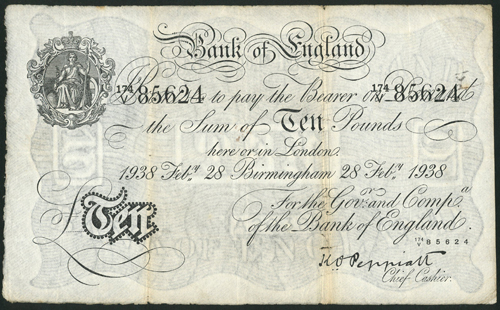 Bank of England
174/V 85624 to pay the Bearer on 174/V 85624
the Sum of Ten Pounds
here or in London.
1938 Feby. 28 Birmingham 28 Feby. 1938
For the Govr. and Compa.
of the Bank of England.
£Ten
174/V 85624
K O Peppiatt
Chief Cashier.